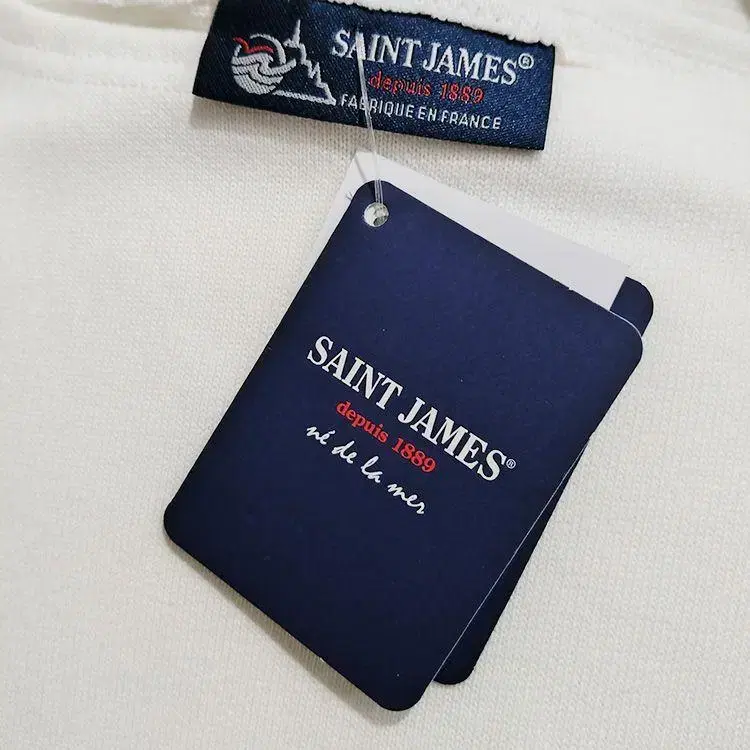 SAINT JAMES®
depuis 1889
FABRIQUE EN FRANCE
SAINT JAMES®
depuis 1889
né de la mer